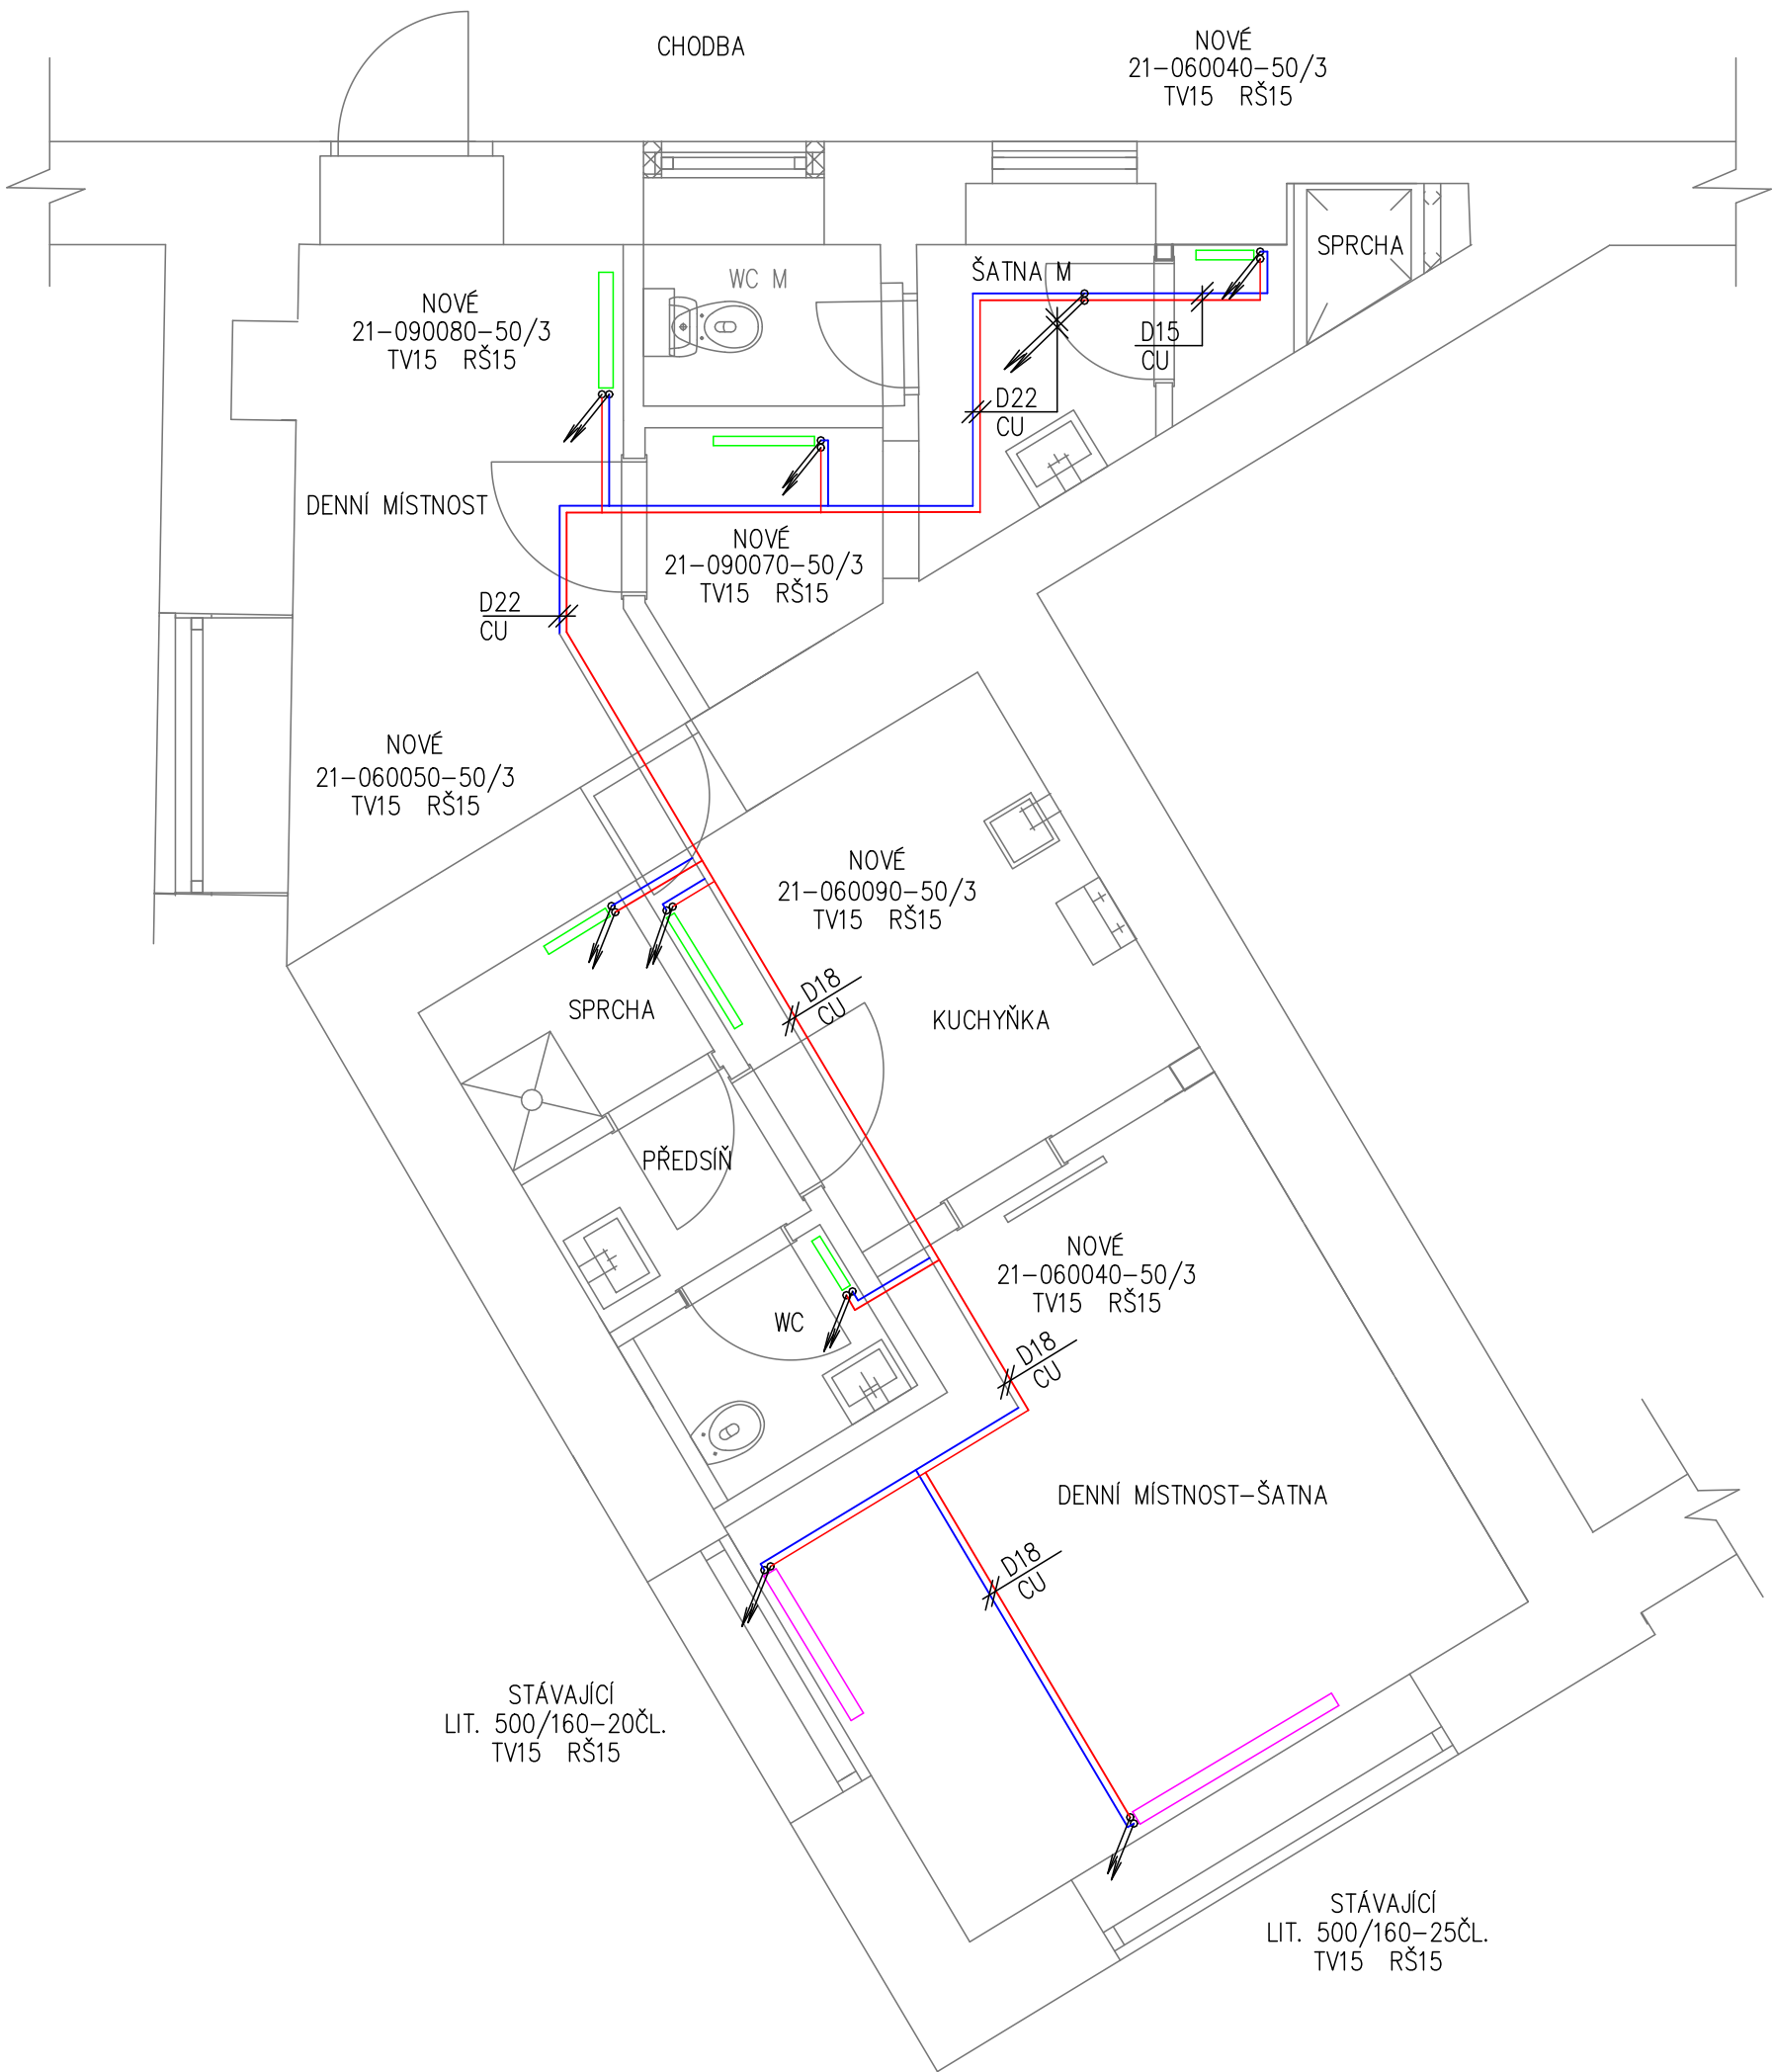 CHODBA
NOVÉ
21-060040-50/3
TV15 RŠ15
SPRCHA
WC M
ŠATNA M
NOVÉ
21-090080-50/3
TV15 RŠ15
D15
CU
D22
CU
DENNÍ MÍSTNOST
NOVÉ
21-090070-50/3
TV15 RŠ15
D22
CU
NOVÉ
21-060050-50/3
TV15 RŠ15
NOVÉ
21-060090-50/3
TV15 RŠ15
D18
CU
SPRCHA
KUCHYŇKA
PŘEDSÍŇ
NOVÉ
21-060040-50/3
TV15 RŠ15
WC
D18
CU
DENNÍ MÍSTNOST-ŠATNA
D18
CU
STÁVAJÍCÍ
LIT. 500/160-20ČL.
TV15 RŠ15
STÁVAJÍCÍ
LIT. 500/160-25ČL.
TV15 RŠ15